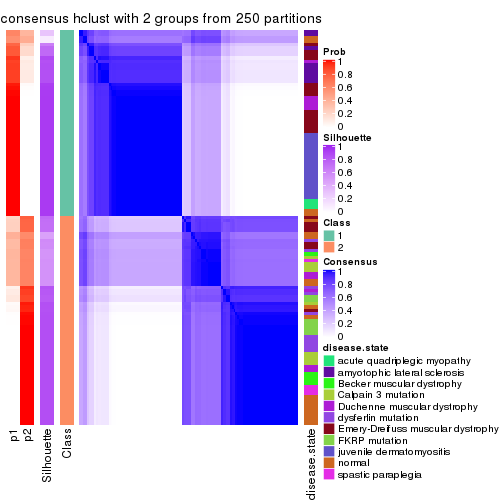 consensus hclust with 2 groups from 250 partitions
Prob
1
0.8
0.6
0.4
0.2
0
Silhouette
1
0.8
0.6
0.4
0.2
0
Class
1
2
Consensus
1
0.8
0.6
0.4
0.2
0
disease.state
acute quadriplegic myopathy
amyotophic lateral sclerosis
Becker muscular dystrophy
Calpain 3 mutation
Duchenne muscular dystrophy
dysferlin mutation
Emery-Dreifuss muscular dystrophy
FKRP mutation
juvenile dermatomyositis
normal
spastic paraplegia
p1
p2
Silhouette
Class
disease.state